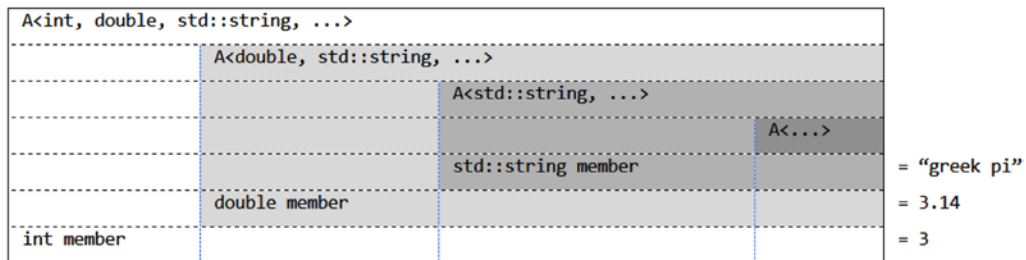 A<int, double, std::string, ...>
A<double, std::string, ...>
A<std::string, ...>
A<...>
std::string member = “greek pi”
double member = 3.14
int member = 3